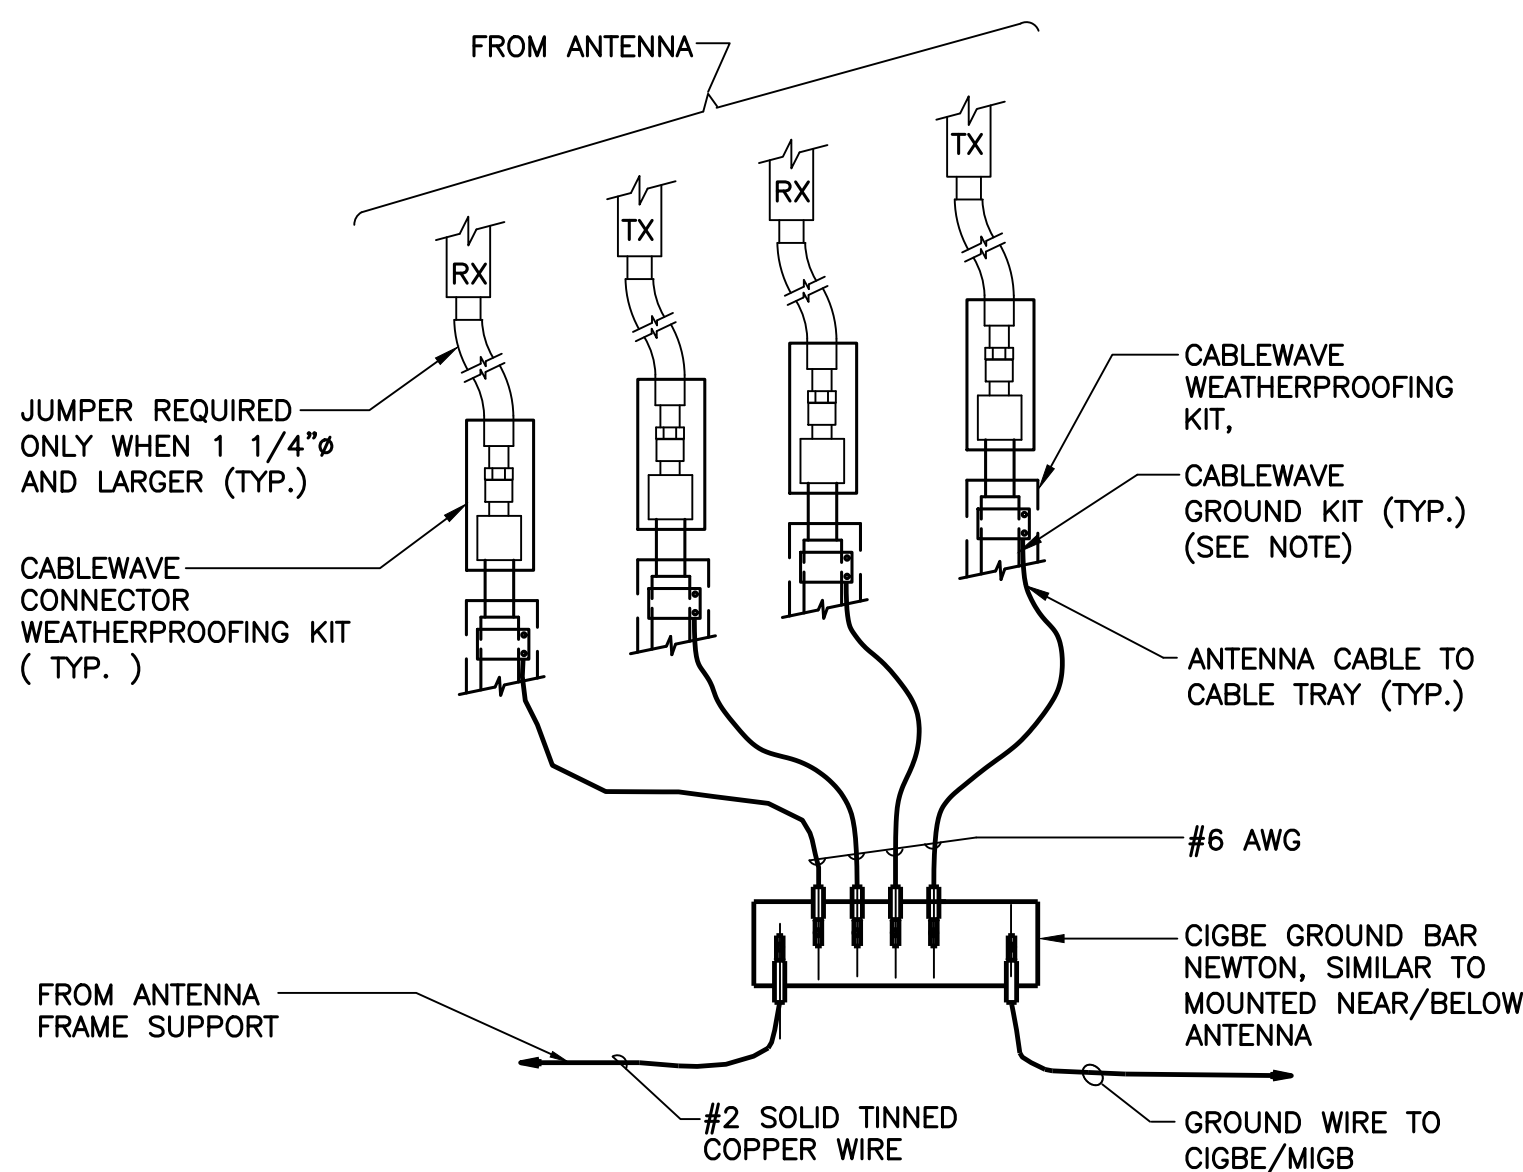 FROM ANTENNA
TX
RX
TX
RX
JUMPER REQUIRED
ONLY WHEN 1 1/4"ø
AND LARGER (TYP.)
CABLEWAVE
CONNECTOR
WEATHERPROOFING KIT
( TYP. )
CABLEWAVE
WEATHERPROOFING
KIT,
CABLEWAVE
GROUND KIT (TYP.)
(SEE NOTE)
ANTENNA CABLE TO
CABLE TRAY (TYP.)
#6 AWG
CIGBE GROUND BAR
NEWTON, SIMILAR TO
MOUNTED NEAR/BELOW
ANTENNA
FROM ANTENNA
FRAME SUPPORT
#2 SOLID TINNED
COPPER WIRE
GROUND WIRE TO
CIGBE/MIGB